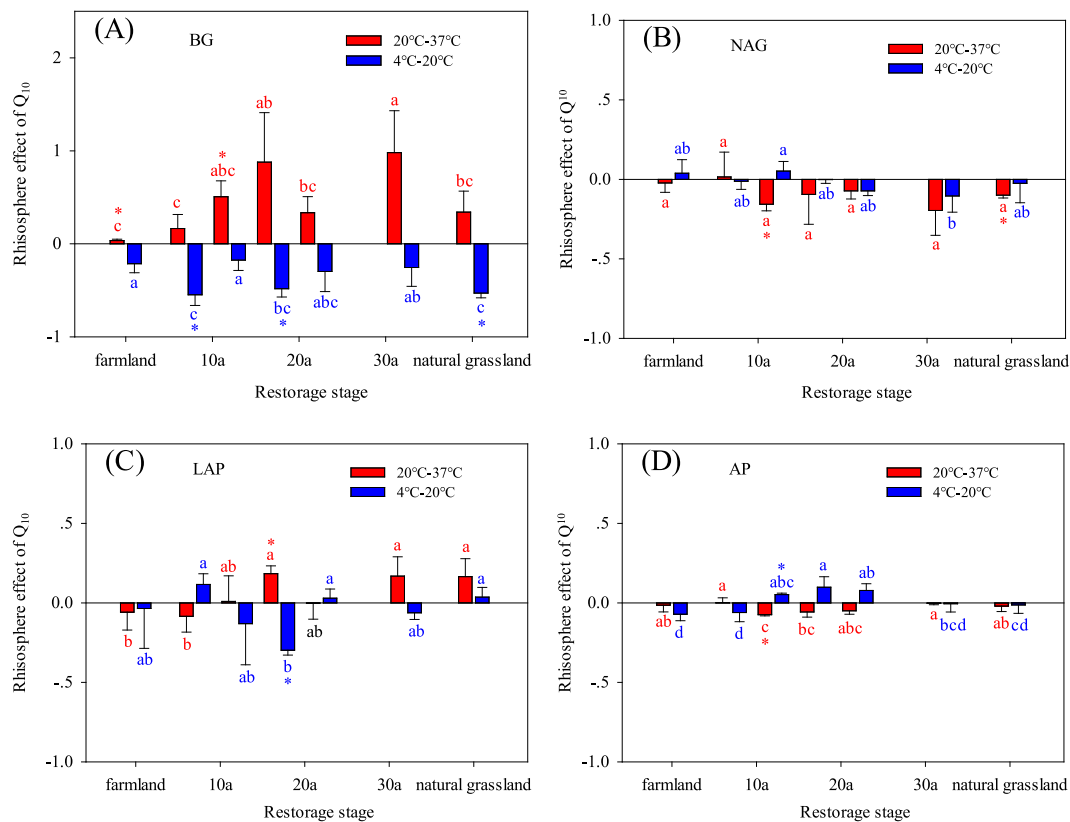 (A)
BG
20℃-37℃
4℃-20℃
Rhisosphere effect of Q10
2
1
0
-1
* c
a
c
c *
* abc
a
ab
bc *
bc
abc
a
ab
bc
c *
farmland 10a 20a 30a natural grassland
Restorage stage
(B)
NAG
20℃-37℃
4℃-20℃
Rhisosphere effect of Q10
1.0
.5
0.0
-.5
-1.0
a
ab
a
ab
a *
a
a
ab
a
ab
a
b
a *
ab
farmland 10a 20a 30a natural grassland
Restorage stage
(C)
LAP
20℃-37℃
4℃-20℃
Rhisosphere effect of Q10
1.0
.5
0.0
-.5
-1.0
b
ab
b
a
ab
ab
* a
b *
ab
a
a
ab
a
a
farmland 10a 20a 30a natural grassland
Restorage stage
(D)
AP
20℃-37℃
4℃-20℃
Rhisosphere effect of Q10
1.0
.5
0.0
-.5
-1.0
ab
d
a
d
c *
* abc
bc
a
abc
ab
a
bcd
ab
cd
farmland 10a 20a 30a natural grassland
Restorage stage